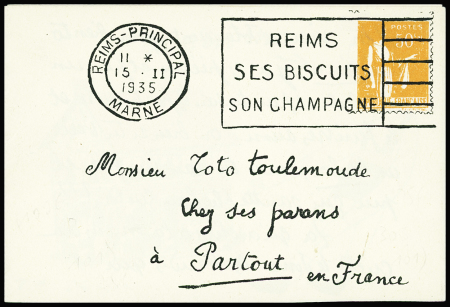 REIMS-PRINCIPAL
11 *
15 · II
1935
MARNE
REIMS
SES BISCUITS
SON CHAMPAGNE
POSTES
50c
Monsieur Toto toulemonde
Chez ses parans
à Partout
en France